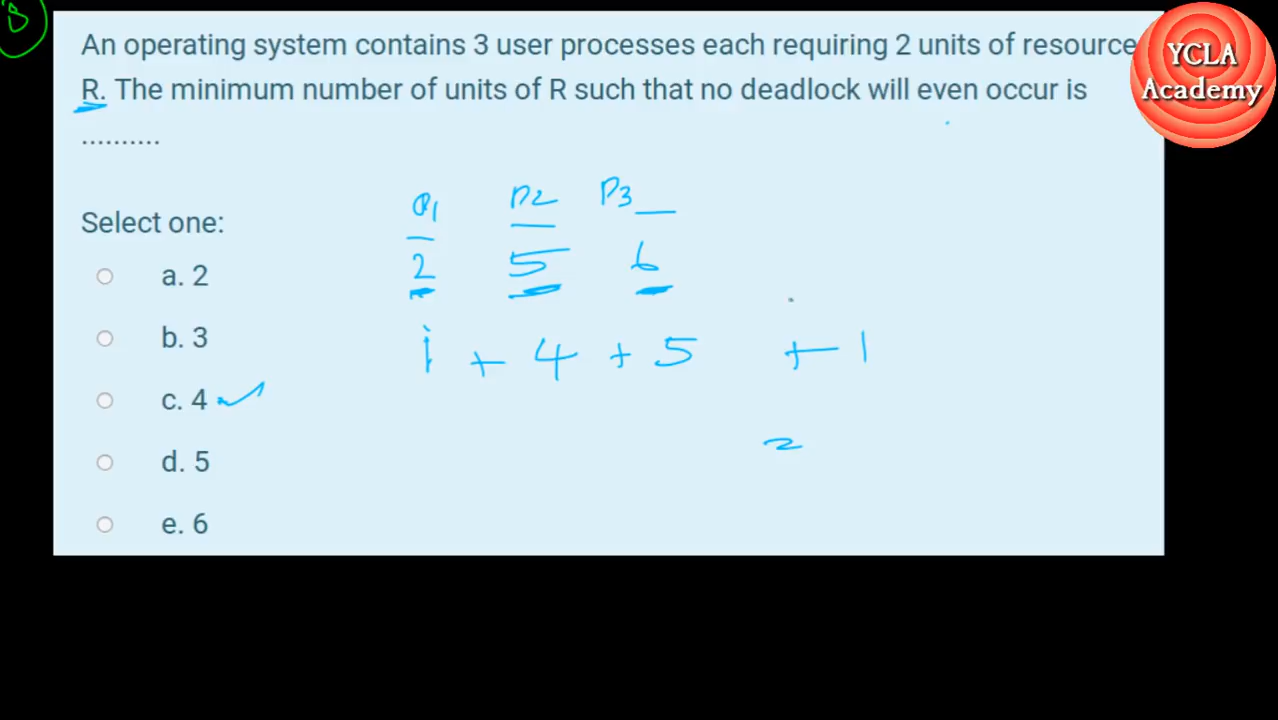 8
An operating system contains 3 user processes each requiring 2 units of resource
R. The minimum number of units of R such that no deadlock will even occur is
..........
YCLA
Academy
P1 P2 P3
Select one:
2 5 6
a. 2
b. 3
1 + 4 + 5 + 1
c. 4
=
d. 5
e. 6